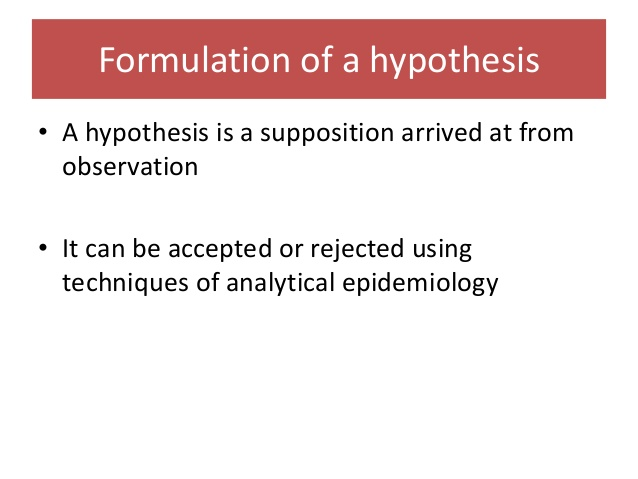 Formulation of a hypothesis
• A hypothesis is a supposition arrived at from
observation
• It can be accepted or rejected using
techniques of analytical epidemiology